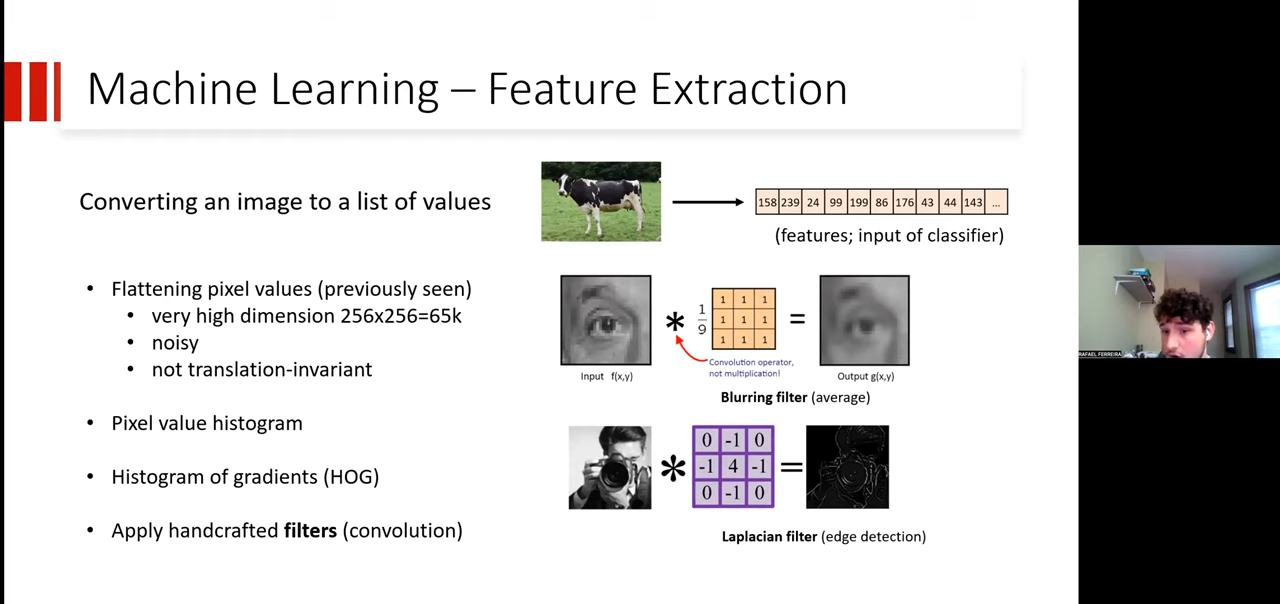 Machine Learning – Feature Extraction
Converting an image to a list of values
158 239 24 99 199 86 176 43 44 143 ...
(features; input of classifier)
• Flattening pixel values (previously seen)
• very high dimension 256x256=65k
• noisy
• not translation-invariant
• Pixel value histogram
• Histogram of gradients (HOG)
• Apply handcrafted filters (convolution)
* 1/9 =
1 1 1
1 1 1
1 1 1
Convolution operator,
not multiplication!
Input f(x,y)
Output g(x,y)
Blurring filter (average)
* =
0 -1 0
-1 4 -1
0 -1 0
Laplacian filter (edge detection)
RAFAEL FERREIRA